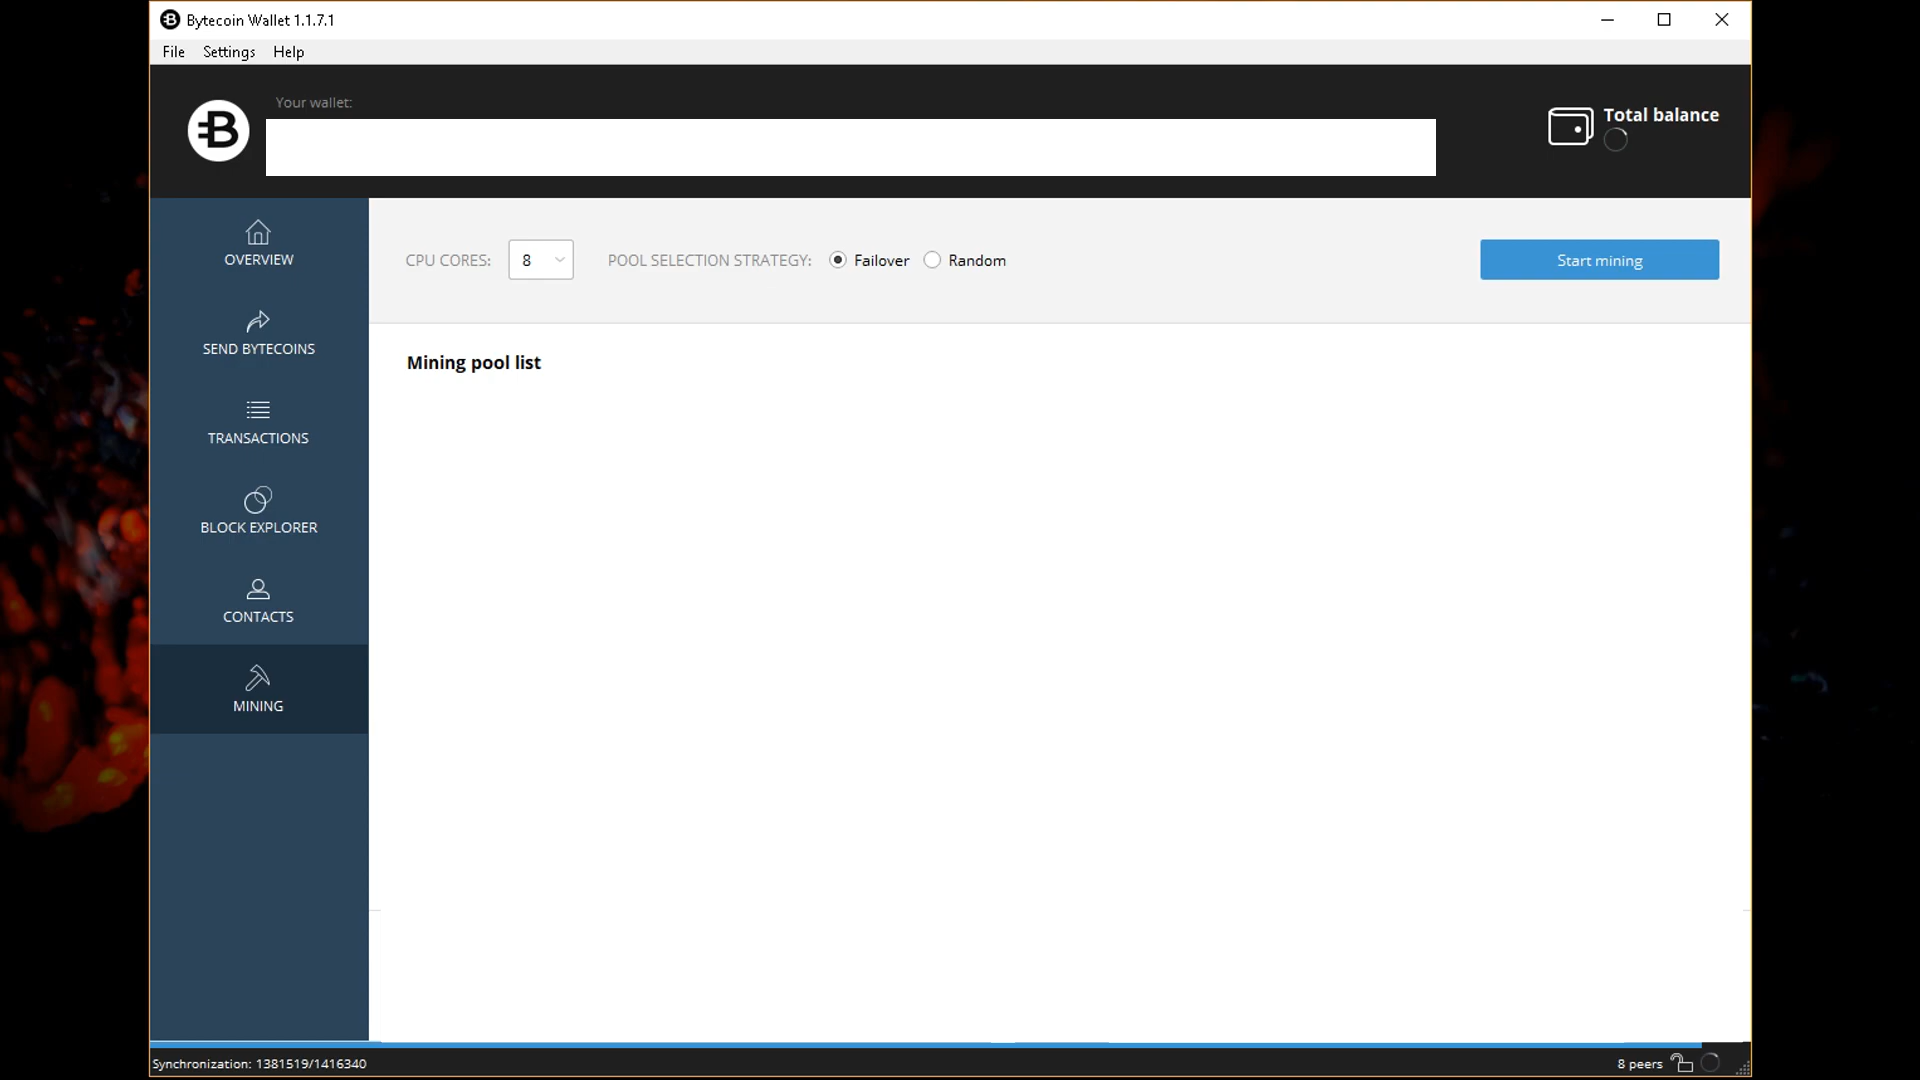 Bytecoin Wallet 1.1.7.1
File Settings Help
Your wallet:
Total balance
OVERVIEW
SEND BYTECOINS
TRANSACTIONS
BLOCK EXPLORER
CONTACTS
MINING
CPU CORES: 8 POOL SELECTION STRATEGY: Failover Random Start mining
Mining pool list
Synchronization: 1381519/1416340 8 peers